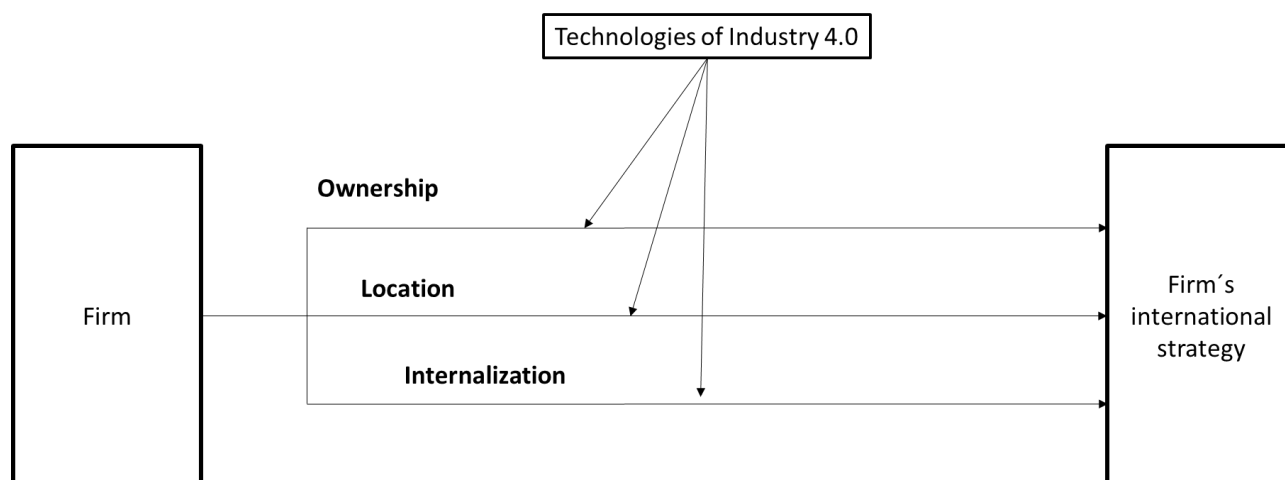 Technologies of Industry 4.0
Ownership
Location
Firm
Internalization
Firm´s
international
strategy